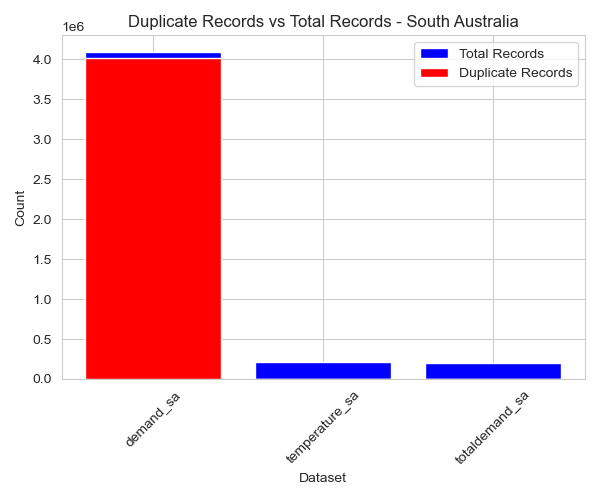 Duplicate Records vs Total Records - South Australia
1e6
Total Records
Duplicate Records
4.0
3.5
3.0
2.5
2.0
1.5
1.0
0.5
0.0
Count
demand_sa
temperature_sa
totaldemand_sa
Dataset